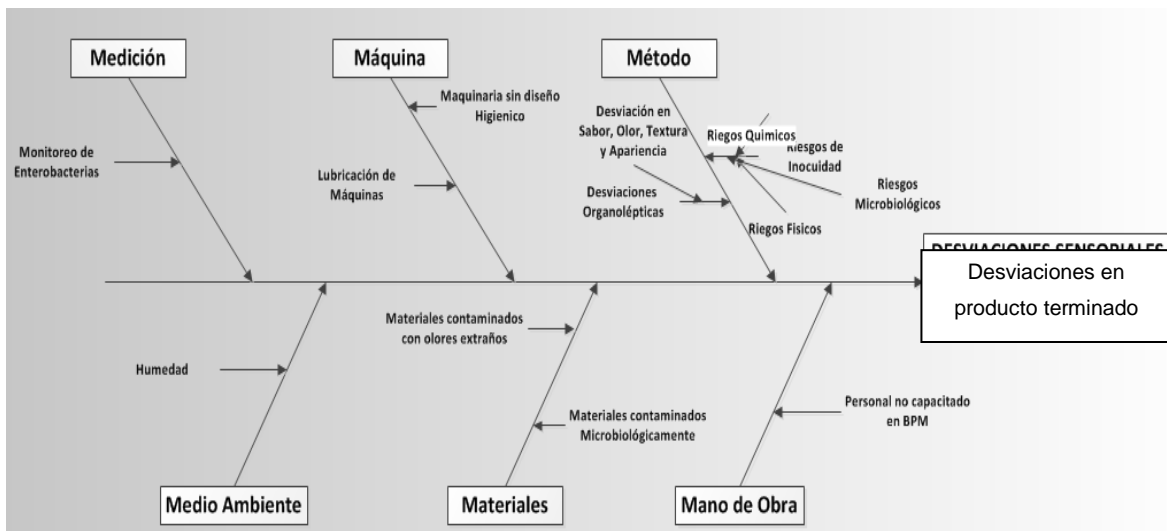 Medición
Máquina
Método
Maquinaria sin diseño
Higienico
Desviación en
Sabor, Olor, Textura
y Apariencia
Riegos Quimicos
Riesgos de
Inocuidad
Monitoreo de
Enterobacterias
Lubricación de
Máquinas
Riesgos
Microbiológicos
Desviaciones
Organolépticas
Riegos Fisicos
DESVIACIONES SENSORIALES
Desviaciones en
producto terminado
Materiales contaminados
con olores extraños
Humedad
Materiales contaminados
Microbiológicamente
Personal no capacitado
en BPM
Medio Ambiente
Materiales
Mano de Obra